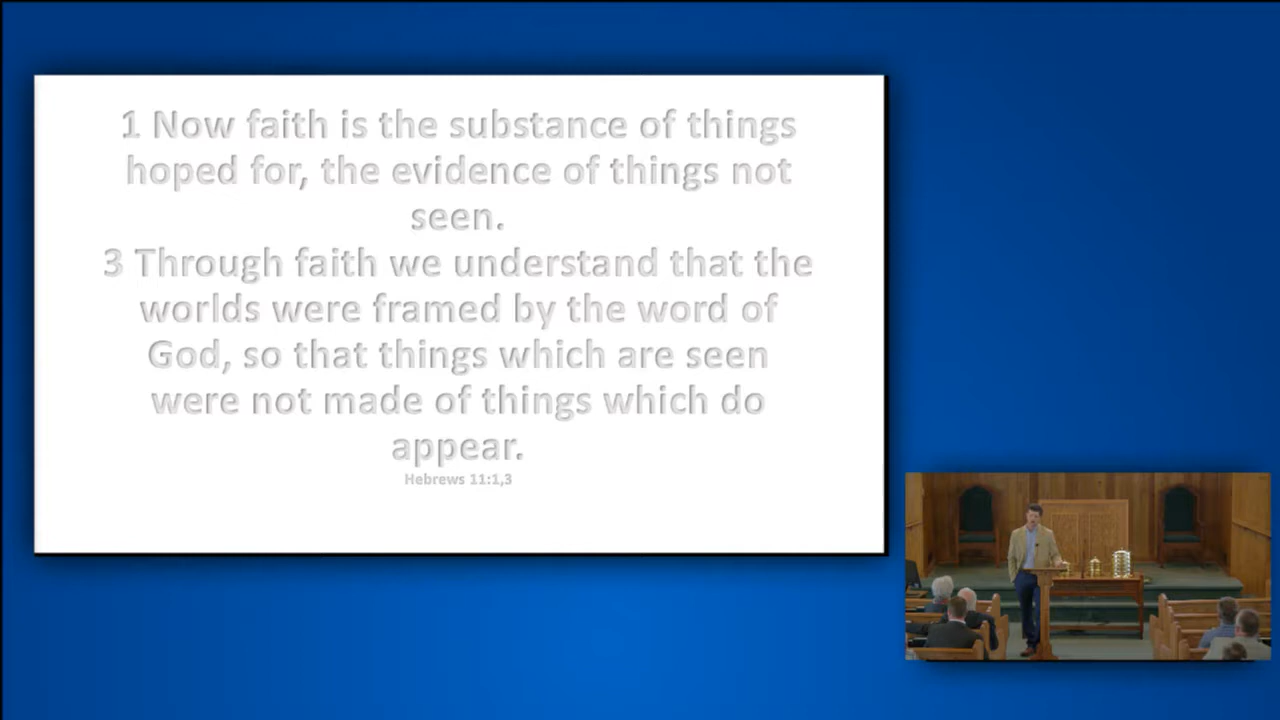 1 Now faith is the substance of things
hoped for, the evidence of things not
seen.
3 Through faith we understand that the
worlds were framed by the word of
God, so that things which are seen
were not made of things which do
appear.
Hebrews 11:1,3